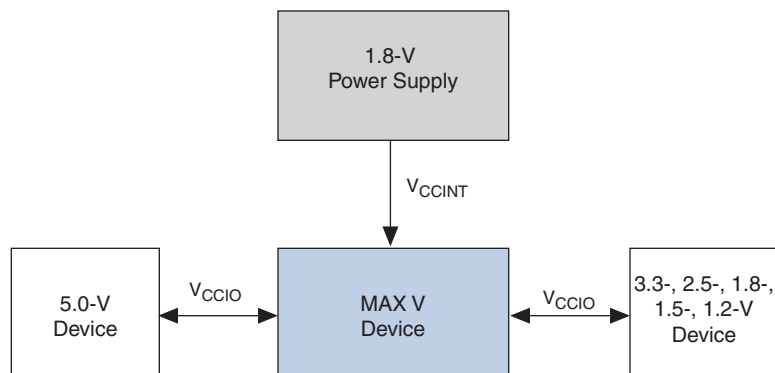 1.8-V
Power Supply
VCCINT
5.0-V
Device
VCCIO
MAX V
Device
VCCIO
3.3-, 2.5-, 1.8-,
1.5-, 1.2-V
Device